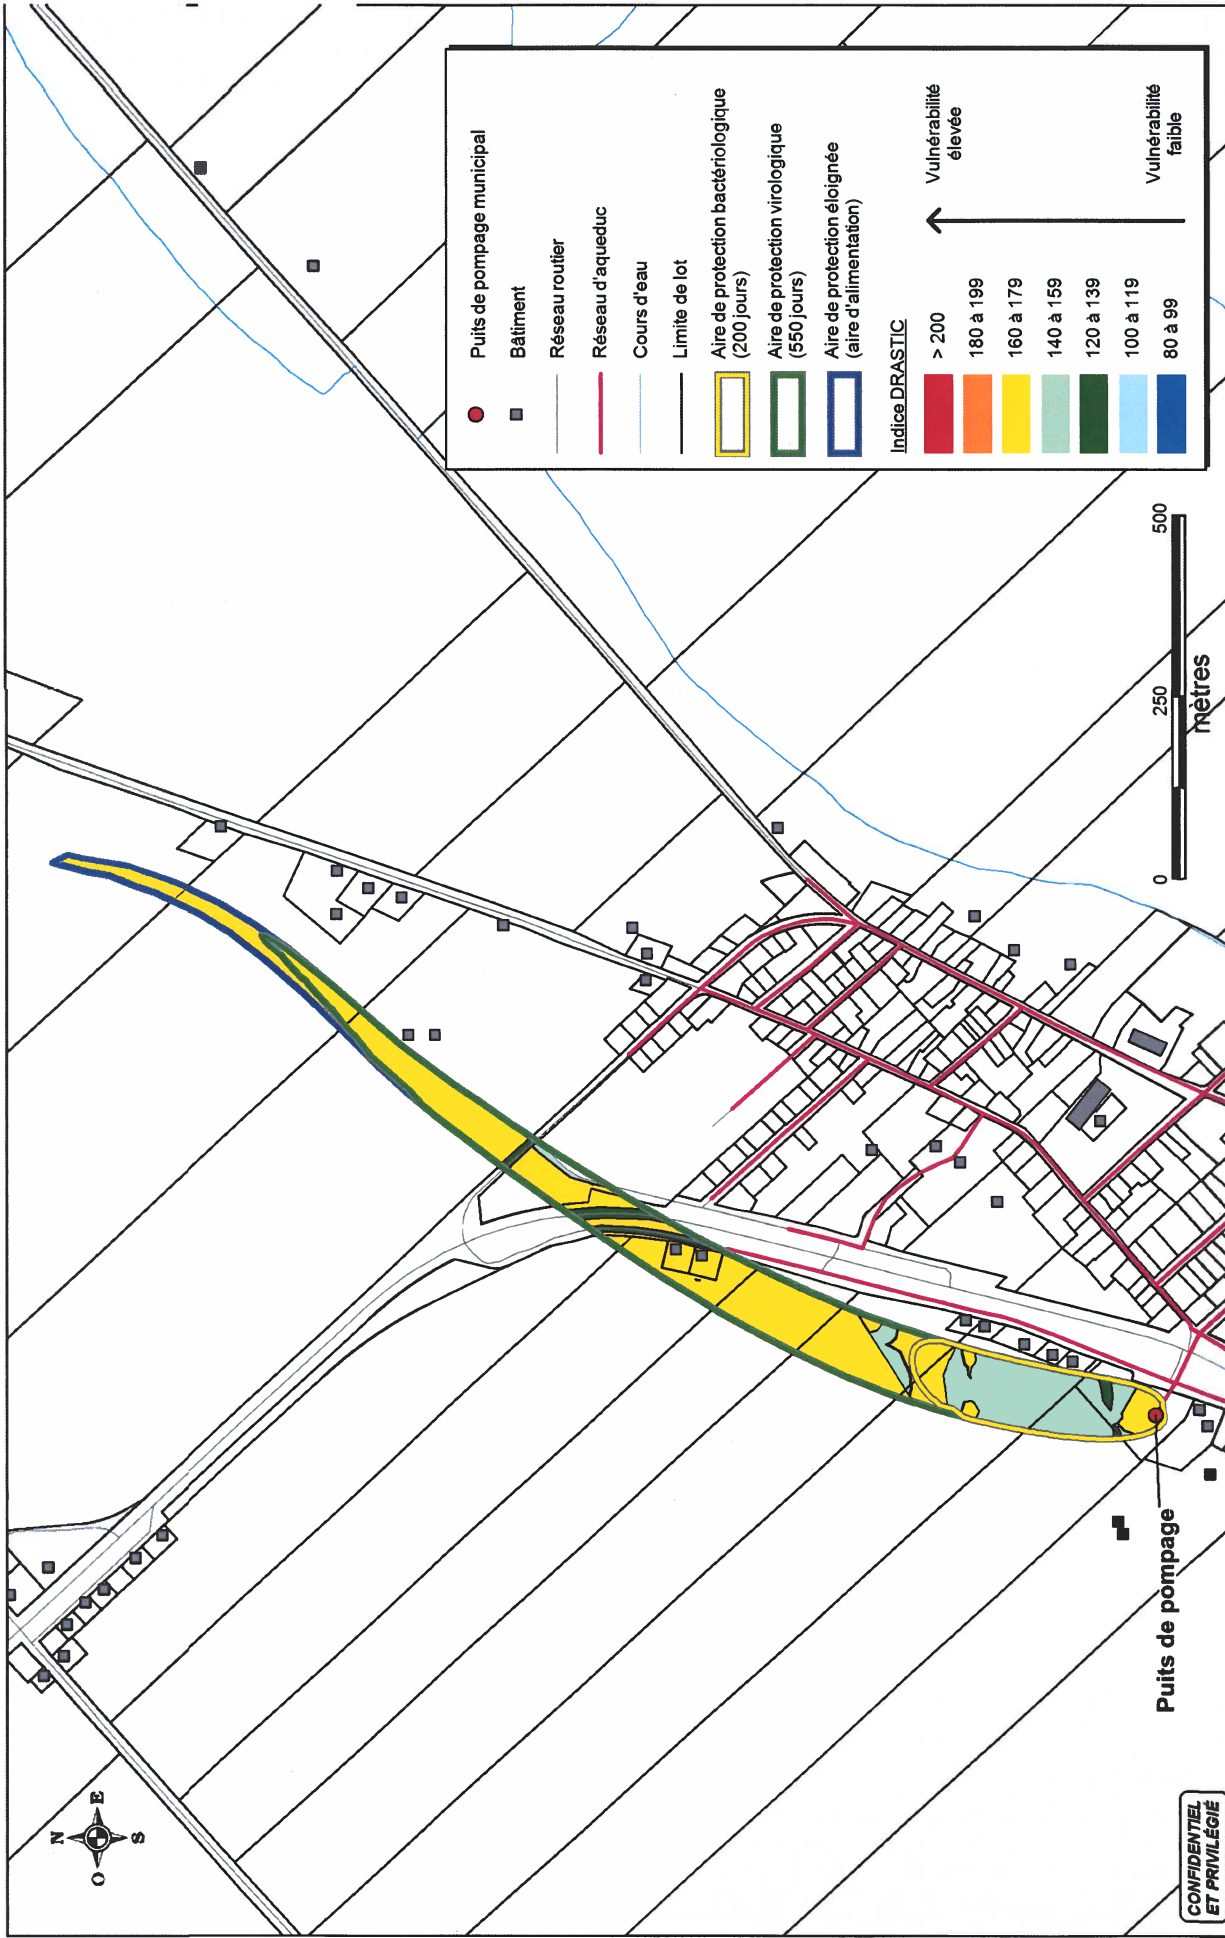 N
O
E
S
Puits de pompage municipal
Bâtiment
Réseau routier
Réseau d'aqueduc
Cours d'eau
Limite de lot
Aire de protection bactériologique
(200 jours)
Aire de protection virologique
(550 jours)
Aire de protection éloignée
(aire d'alimentation)
Indice DRASTIC
> 200
180 à 199
160 à 179
140 à 159
120 à 139
100 à 119
80 à 99
Vulnérabilité
élevée
Vulnérabilité
faible
0
250
500
mètres
Puits de pompage
CONFIDENTIEL
ET PRIVILÉGIÉ